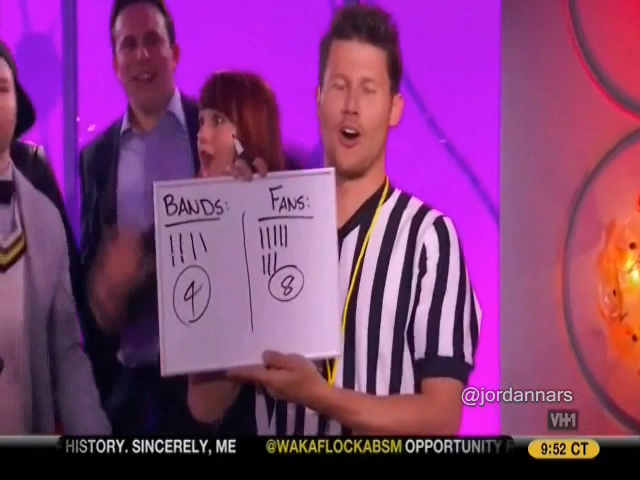 BANDS: FANS:
4 8
@jordannars
VH1
HISTORY. SINCERELY, ME @WAKAFLOCKABSM OPPORTUNITY 9:52 CT